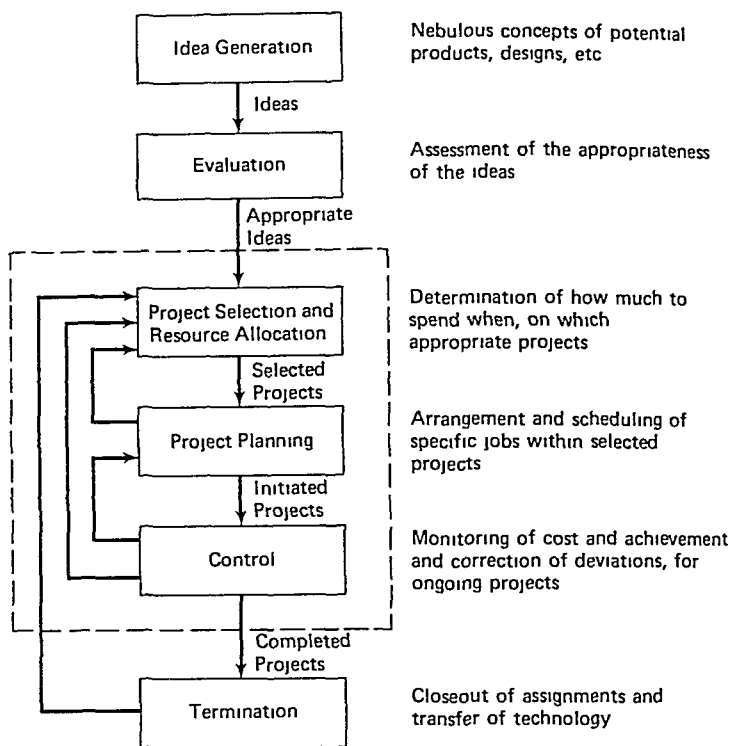 Idea Generation
Nebulous concepts of potential
products, designs, etc
Ideas
Evaluation
Assessment of the appropriateness
of the ideas
Appropriate
Ideas
Project Selection and
Resource Allocation
Determination of how much to
spend when, on which
appropriate projects
Selected
Projects
Project Planning
Arrangement and scheduling of
specific jobs within selected
projects
Initiated
Projects
Control
Monitoring of cost and achievement
and correction of deviations, for
ongoing projects
Completed
Projects
Termination
Closeout of assignments and
transfer of technology